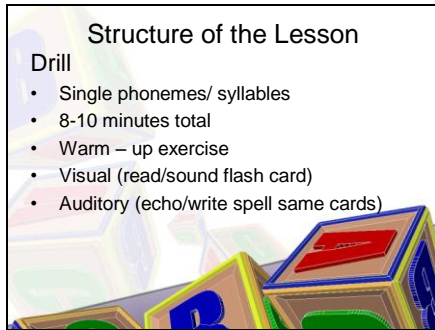 Structure of the Lesson
Drill
• Single phonemes/ syllables
• 8-10 minutes total
• Warm – up exercise
• Visual (read/sound flash card)
• Auditory (echo/write spell same cards)